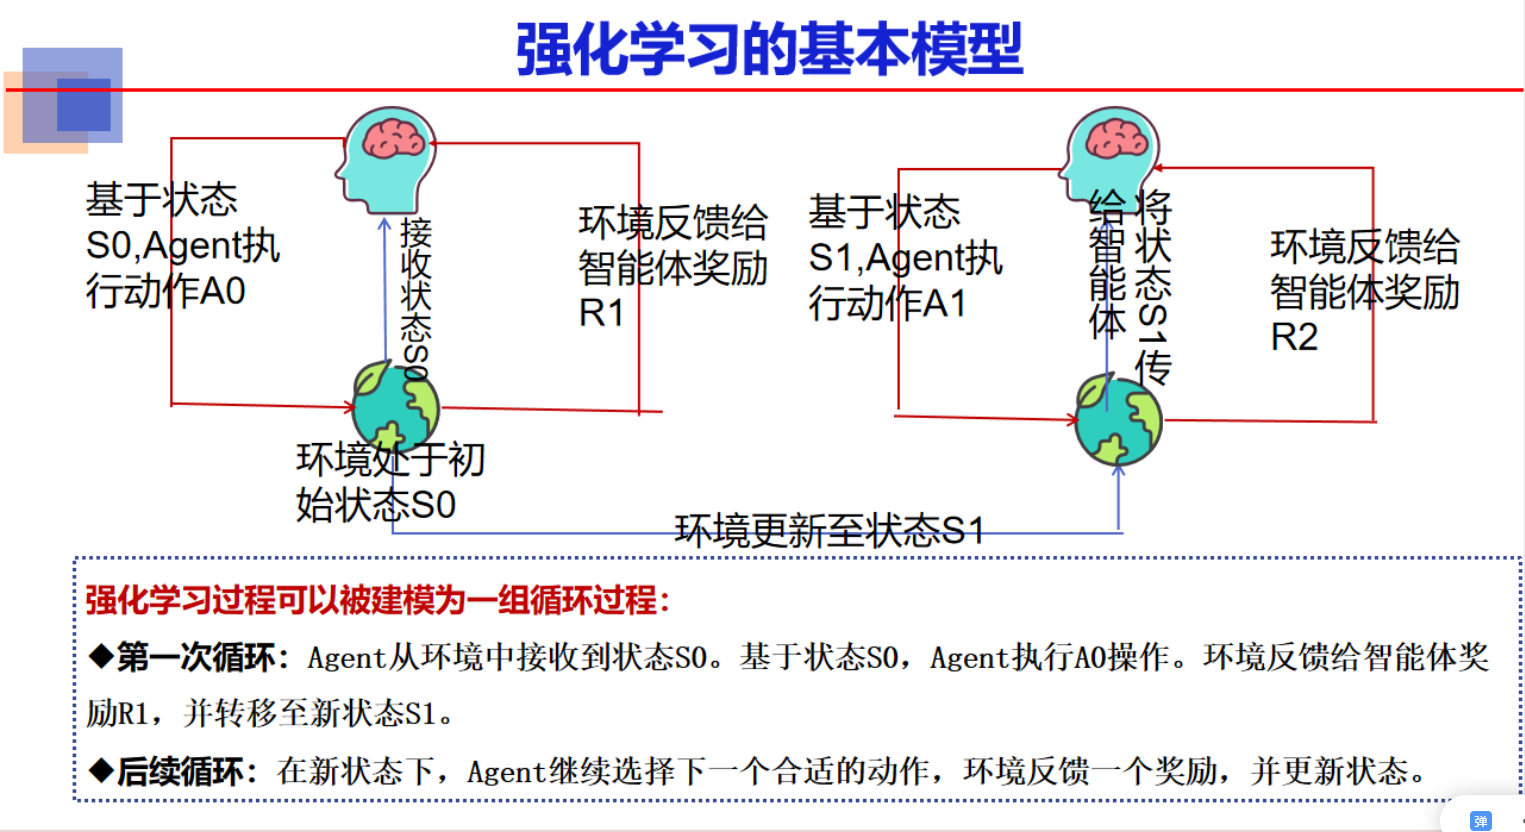 强化学习的基本模型
基于状态
S0,Agent执
行动作A0
接收状态S0
环境反馈给
智能体奖励
R1
环境处于初
始状态S0
基于状态
S1,Agent执
行动作A1
将状态S1传
给智能体
环境反馈给
智能体奖励
R2
环境更新至状态S1
强化学习过程可以被建模为一组循环过程：
◆第一次循环：Agent从环境中接收到状态S0。基于状态S0，Agent执行A0操作。环境反馈给智能体奖
励R1，并转移至新状态S1。
◆后续循环：在新状态下，Agent继续选择下一个合适的动作，环境反馈一个奖励，并更新状态。
弹